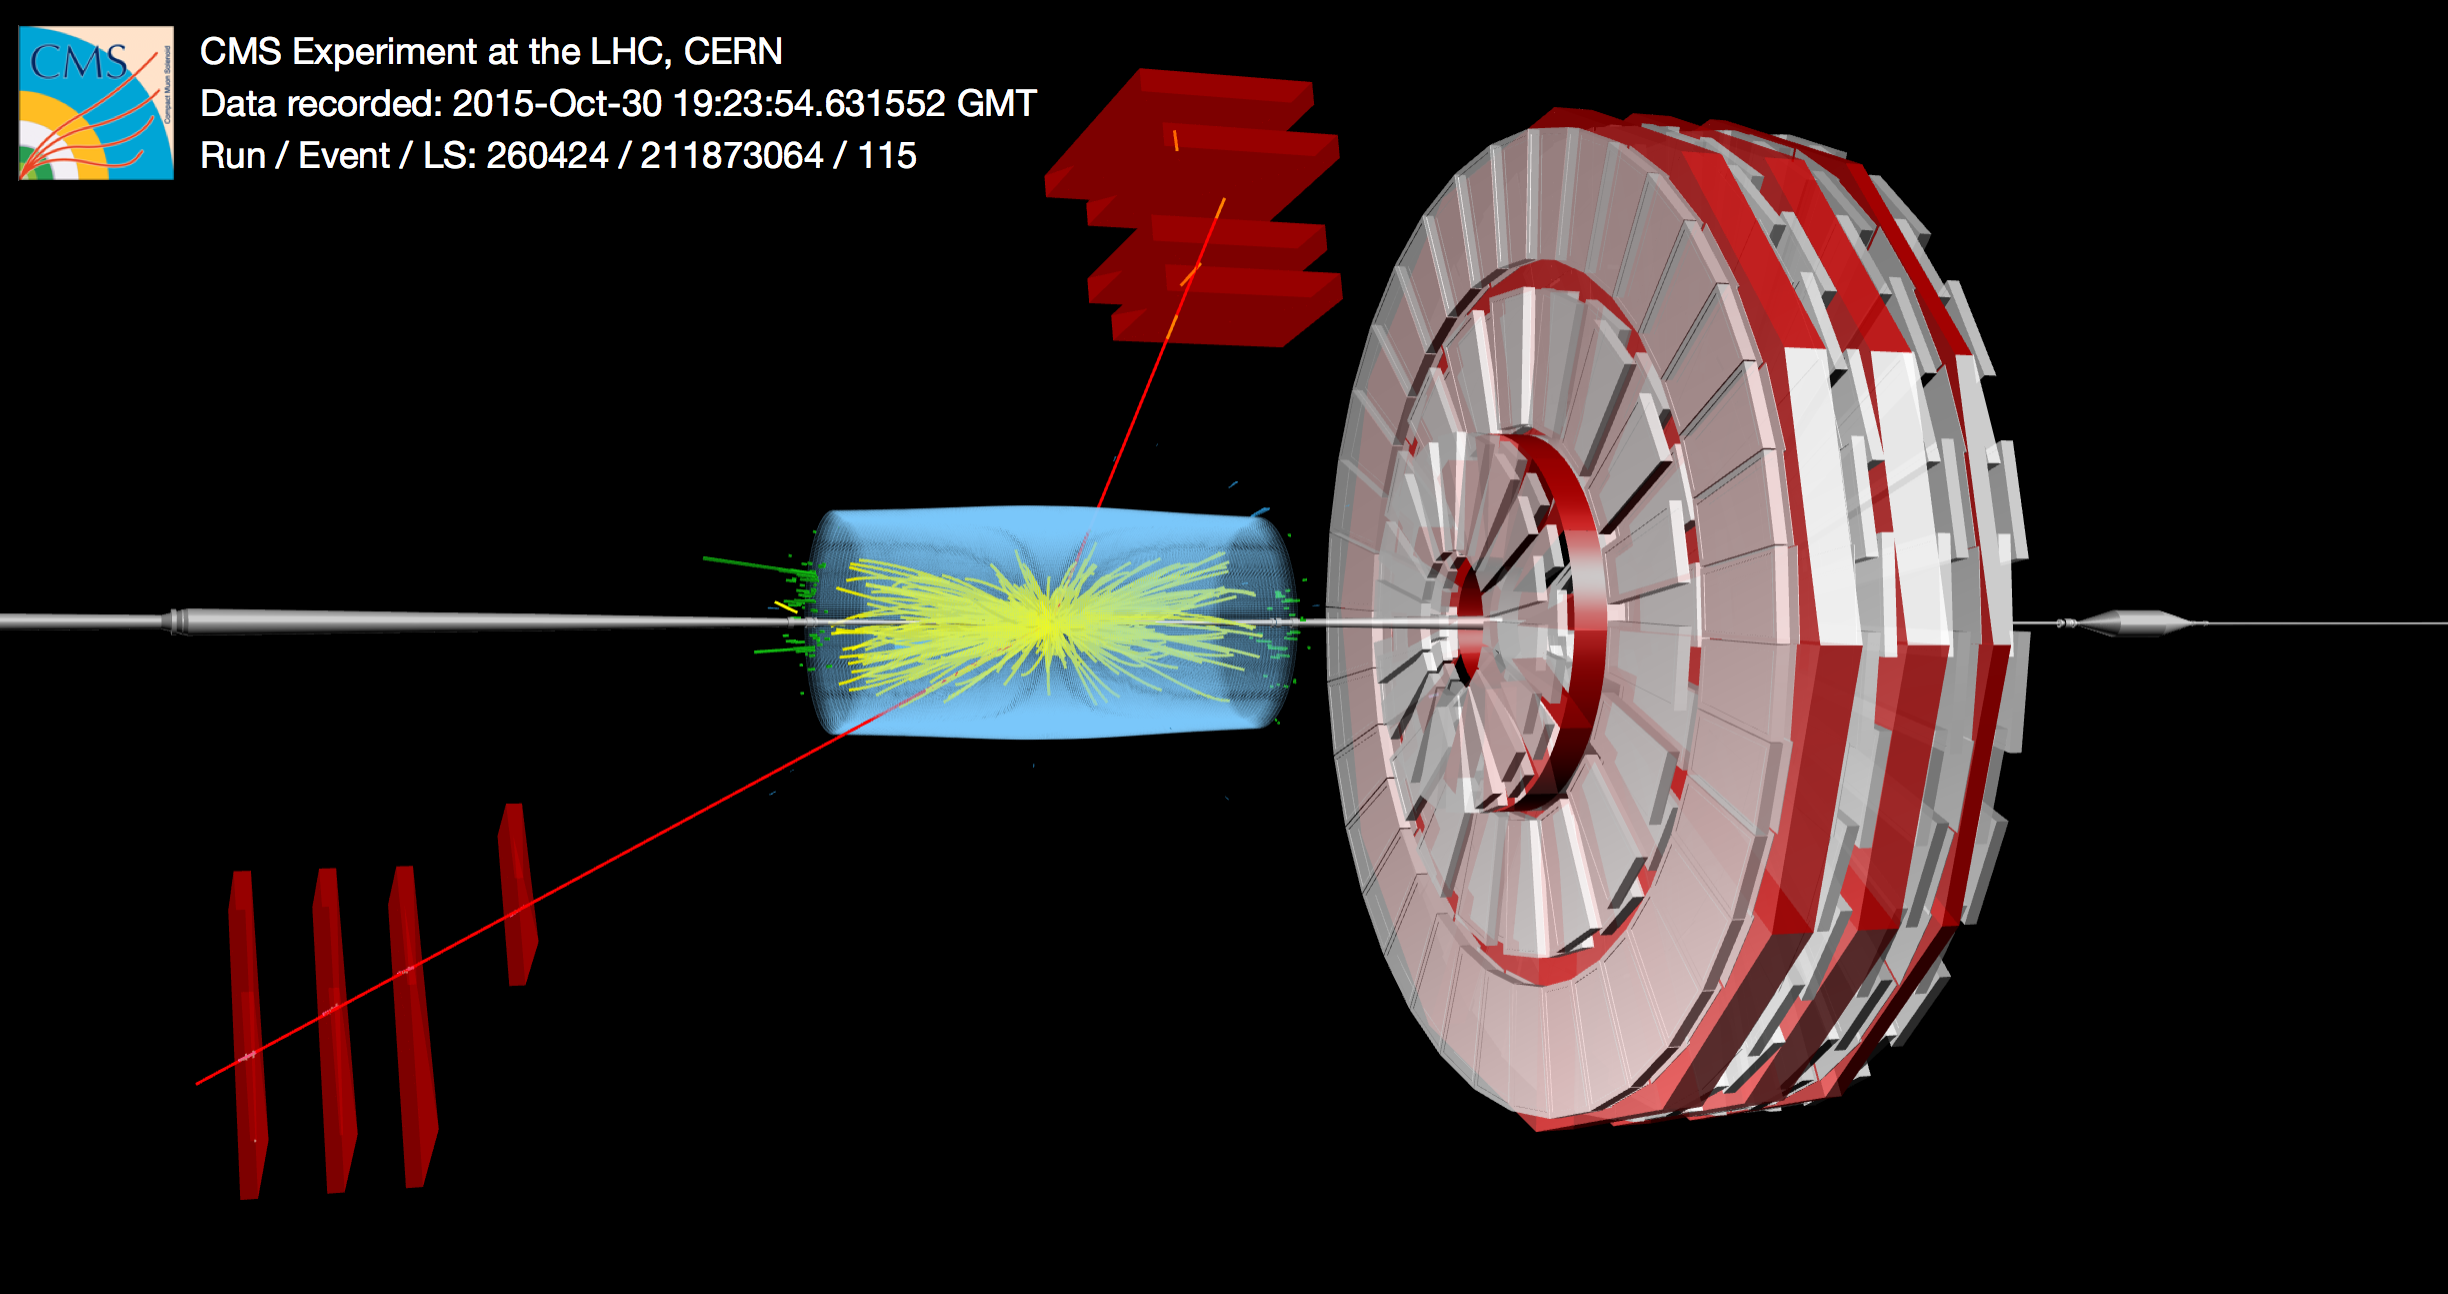 CMS
Compact Muon Solenoid
CMS Experiment at the LHC, CERN
Data recorded: 2015-Oct-30 19:23:54.631552 GMT
Run / Event / LS: 260424 / 211873064 / 115